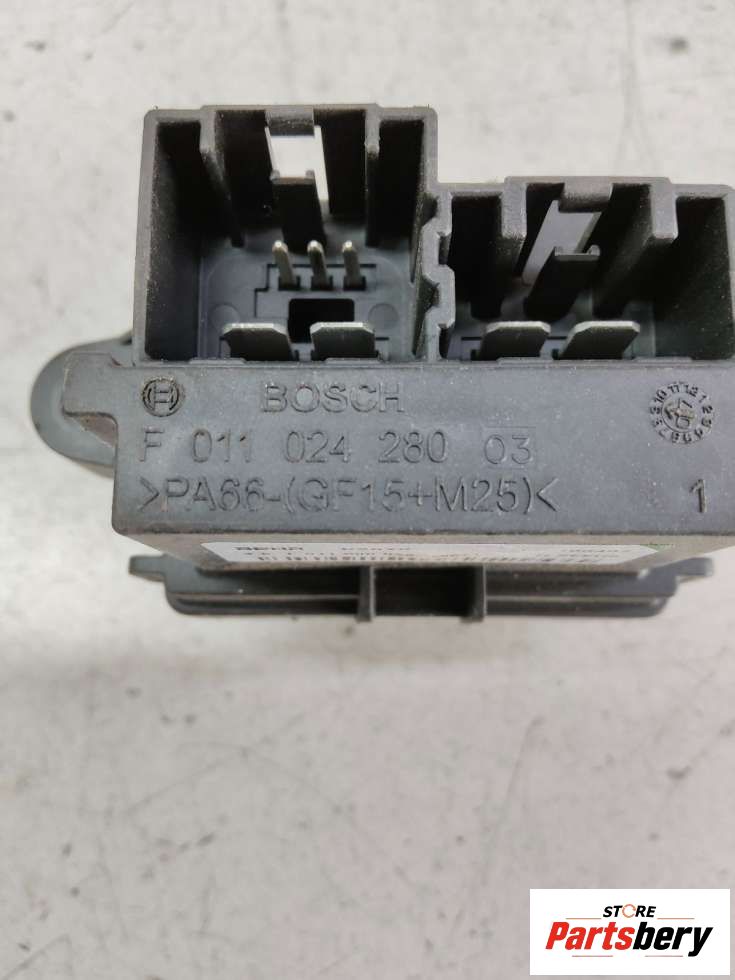 BOSCH
F 011 024 280 03
>PA66-(GF15+M25)<
1
STORE
Partsbery